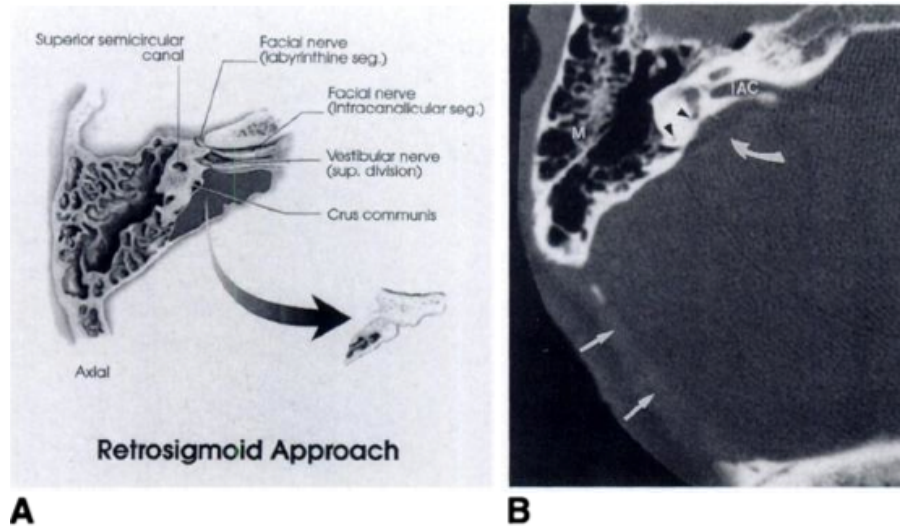 Superior semicircular
canal
Facial nerve
(labyrinthine seg.)
Facial nerve
(Intracanalicular seg.)
Vestibular nerve
(sup. division)
Crus communis
Axial
Retrosigmoid Approach
A
M
IAC
B